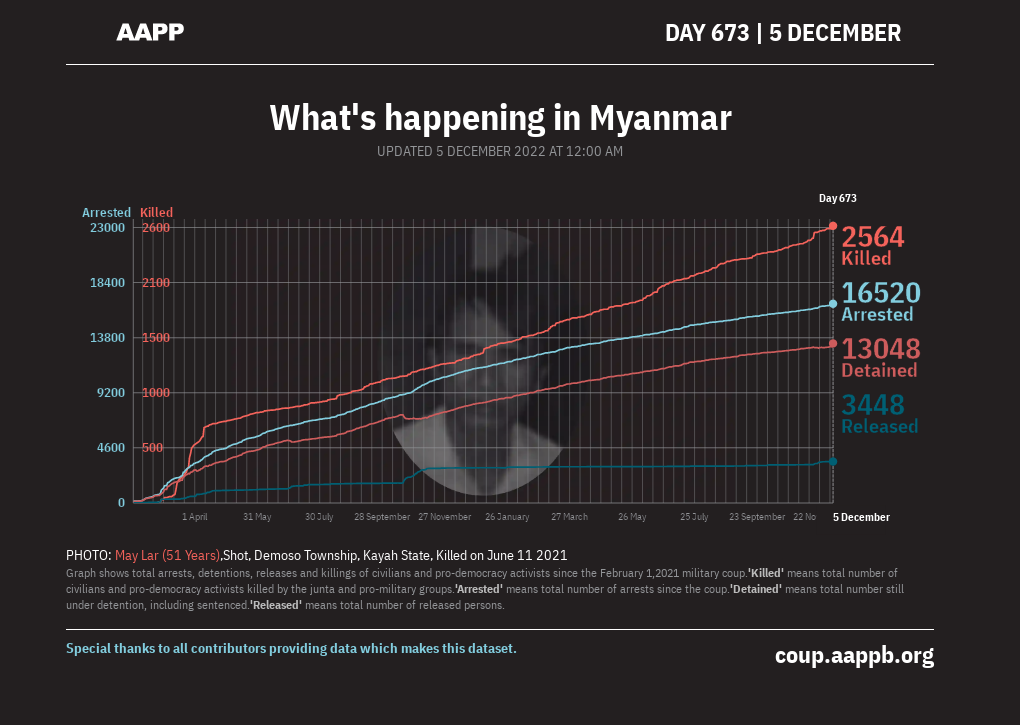 AAPP
DAY 673 | 5 DECEMBER
What's happening in Myanmar
UPDATED 5 DECEMBER 2022 AT 12:00 AM
Day 673
Arrested Killed
23000 2600
18400 2100
13800 1500
9200 1000
4600 500
0
2564
Killed
16520
Arrested
13048
Detained
3448
Released
1 April 31 May 30 July 28 September 27 November 26 January 27 March 26 May 25 July 23 September 22 No 5 December
PHOTO: May Lar (51 Years),Shot, Demoso Township, Kayah State, Killed on June 11 2021
Graph shows total arrests, detentions, releases and killings of civilians and pro-democracy activists since the February 1,2021 military coup.'Killed' means total number of
civilians and pro-democracy activists killed by the junta and pro-military groups.'Arrested' means total number of arrests since the coup.'Detained' means total number still
under detention, including sentenced.'Released' means total number of released persons.
Special thanks to all contributors providing data which makes this dataset.
coup.aappb.org